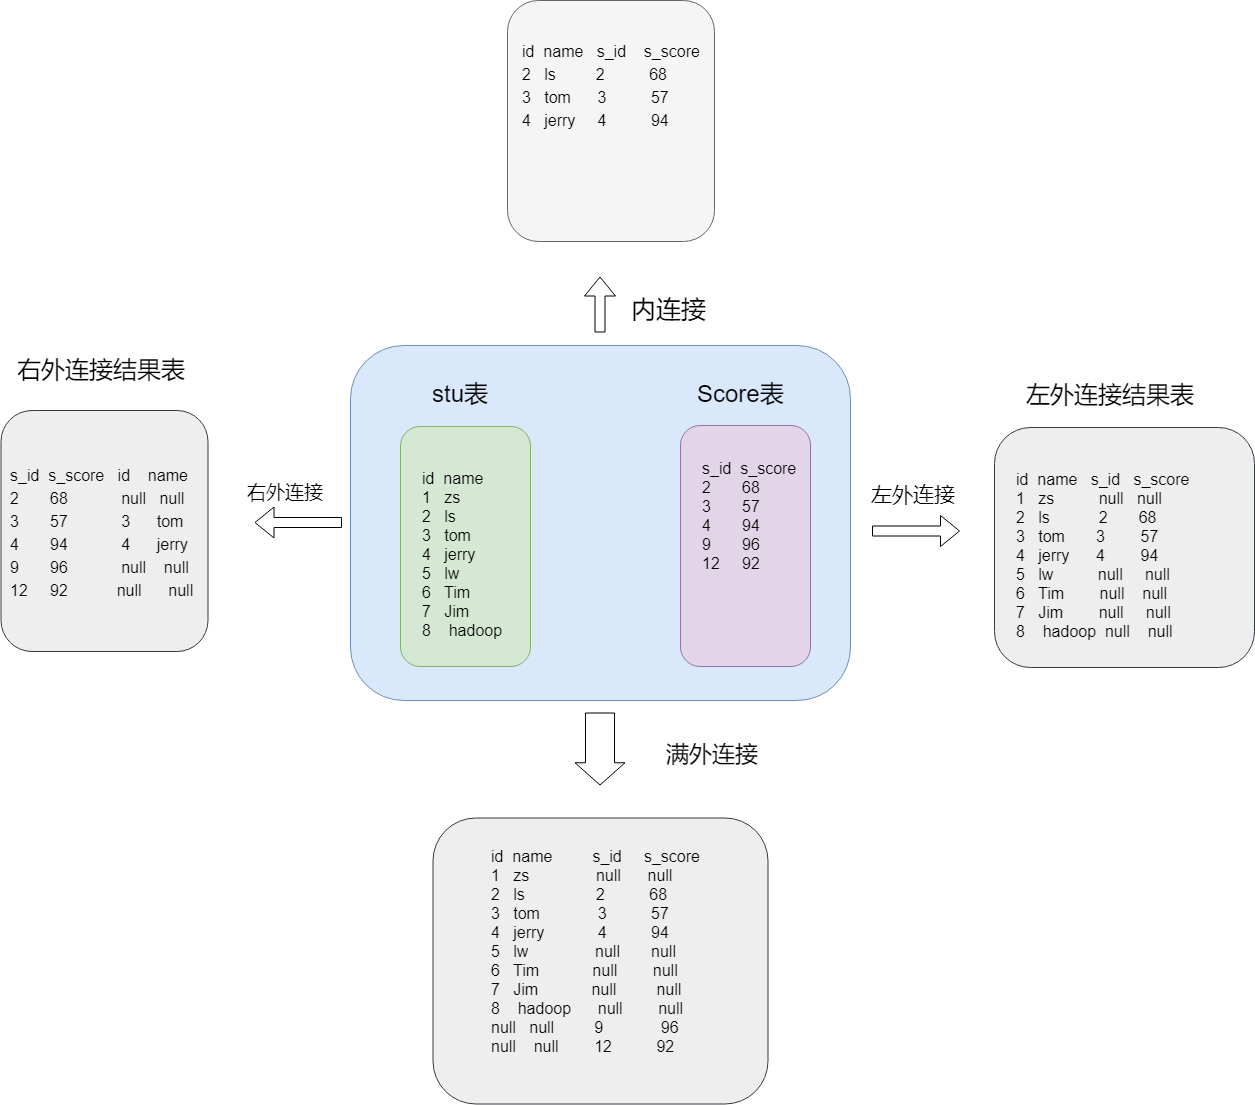 id name s_id s_score
2 ls 2 68
3 tom 3 57
4 jerry 4 94
内连接
右外连接结果表
s_id s_score id name
2 68 null null
3 57 3 tom
4 94 4 jerry
9 96 null null
12 92 null null
右外连接
stu表
id name
1 zs
2 ls
3 tom
4 jerry
5 lw
6 Tim
7 Jim
8 hadoop
Score表
s_id s_score
2 68
3 57
4 94
9 96
12 92
左外连接
左外连接结果表
id name s_id s_score
1 zs null null
2 ls 2 68
3 tom 3 57
4 jerry 4 94
5 lw null null
6 Tim null null
7 Jim null null
8 hadoop null null
满外连接
id name s_id s_score
1 zs null null
2 ls 2 68
3 tom 3 57
4 jerry 4 94
5 lw null null
6 Tim null null
7 Jim null null
8 hadoop null null
null null 9 96
null null 12 92